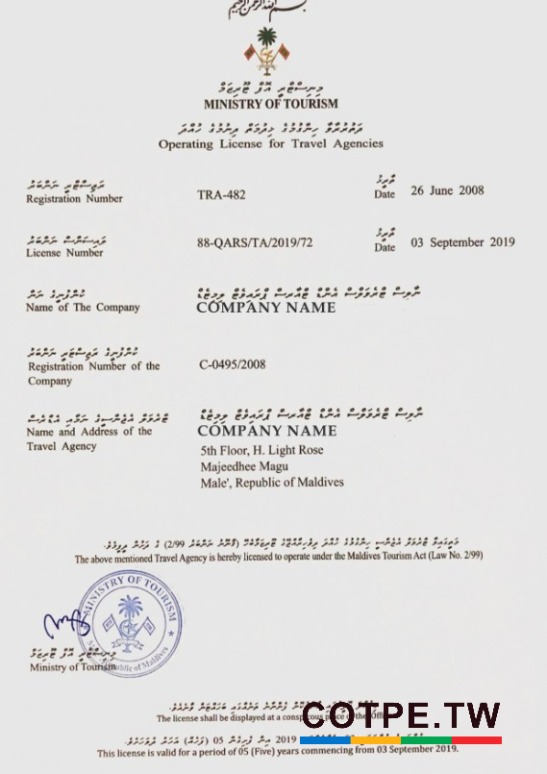 މިނިސްޓްރީ އޮފް ޓޫރިޒަމް
MINISTRY OF TOURISM
Operating License for Travel Agencies
ރަޖިސްޓްރީ ނަންބަރު
Registration Number
TRA-482
ތާރީޚު
Date
26 June 2008
ލައިސަންސް ނަންބަރު
License Number
88-QARS/TA/2019/72
ތާރީޚު
Date
03 September 2019
ކުންފުނީގެ ނަން
Name of The Company
COMPANY NAME
ކުންފުނީގެ ރަޖިސްޓަރީ ނަންބަރު
Registration Number of the
Company
C-0495/2008
Name and Address of the
Travel Agency
COMPANY NAME
5th Floor, H. Light Rose
Majeedhee Magu
Male', Republic of Maldives
The above mentioned Travel Agency is hereby licensed to operate under the Maldives Tourism Act (Law No. 2/99)
MINISTRY OF TOURISM
Republic of Maldives
މިނިސްޓްރީ އޮފް ޓޫރިޒަމް
Ministry of Tourism
The license shall be displayed at a conspicuous place of the
COTPE.TW
This license is valid for a period of 05 (Five) years commencing from 03 September 2019.